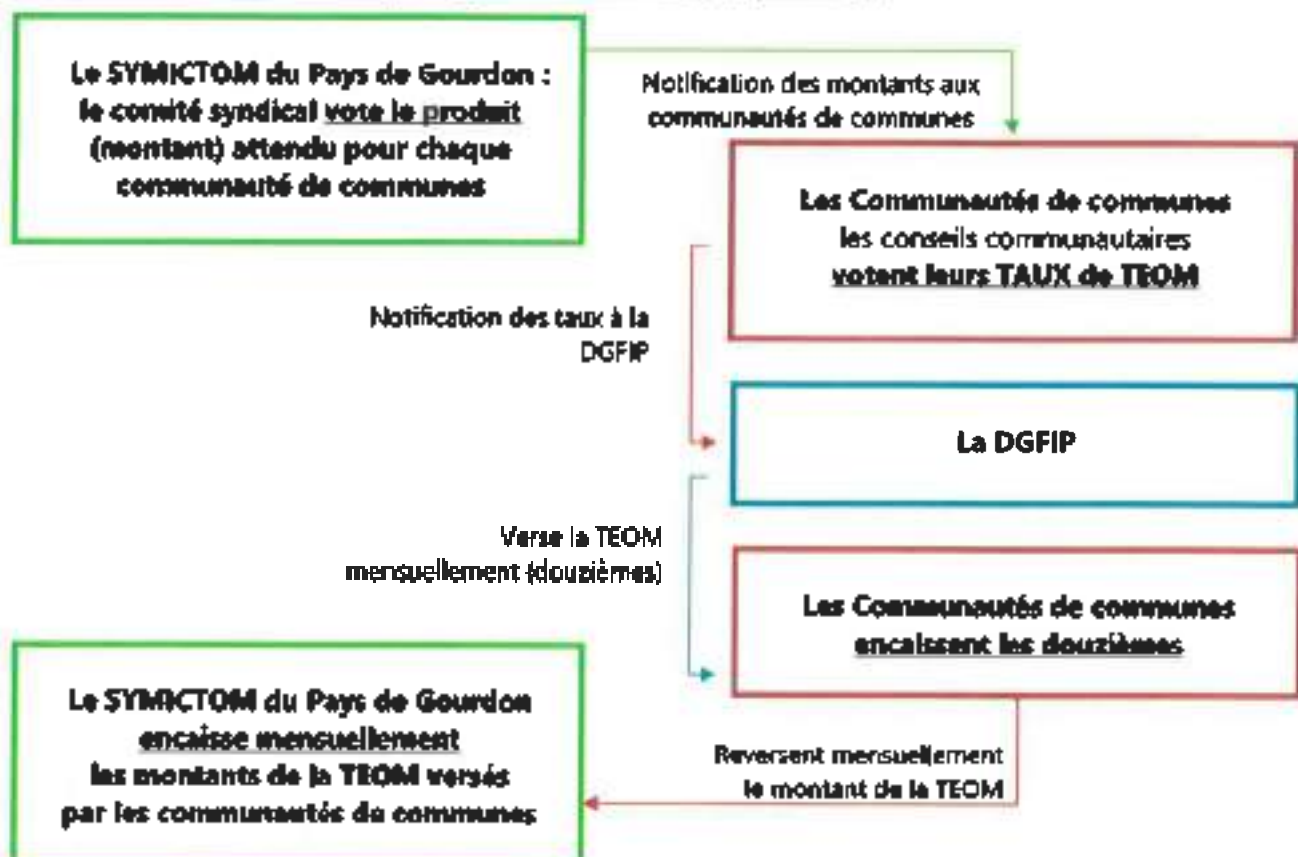 Le SYMICTOM du Pays de Gourdon :
le comité syndical vote le produit
(montant) attendu pour chaque
communauté de communes
Notification des montants aux
communautés de communes
Les Communautés de communes
les conseils communautaires
votent leurs TAUX de TEOM
Notification des taux à la
DGFIP
La DGFIP
Verse la TEOM
mensuellement (douzièmes)
Les Communautés de communes
encaissent les douzièmes
Reversent mensuellement
le montant de la TEOM
Le SYMICTOM du Pays de Gourdon
encaisse mensuellement
les montants de la TEOM versés
par les communautés de communes